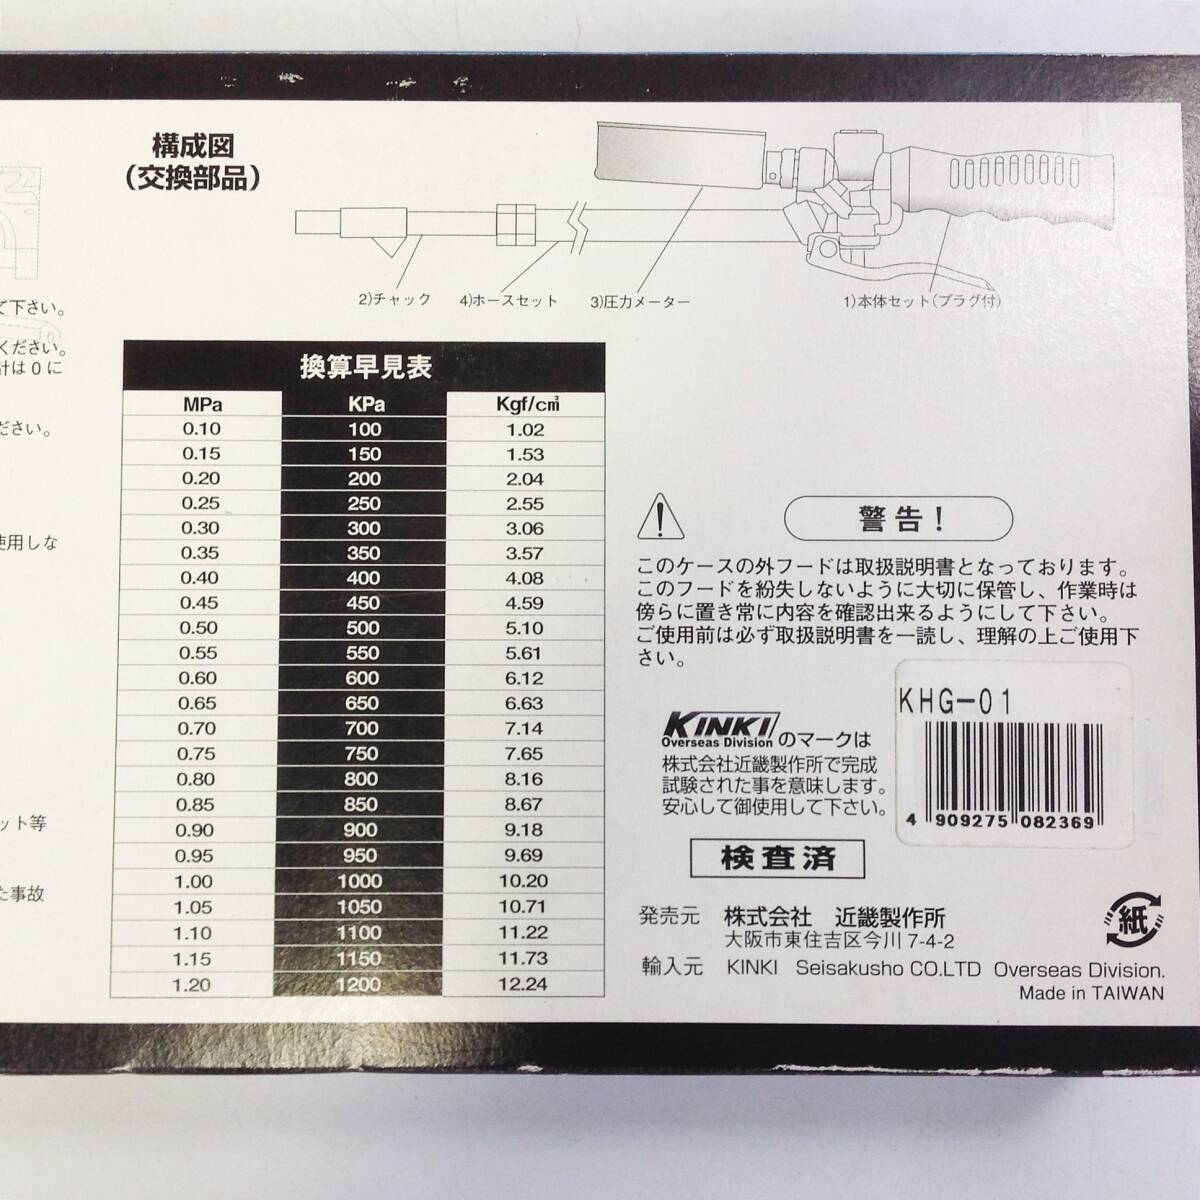 構成図
（交換部品）
2)チャック
4)ホースセット
3)圧力メーター
1)本体セット(プラグ付)
て下さい。
ください。
計は0に
ださい。
使用しな
ット等
た事故
換算早見表
MPa KPa Kgf/c㎡
0.10 100 1.02
0.15 150 1.53
0.20 200 2.04
0.25 250 2.55
0.30 300 3.06
0.35 350 3.57
0.40 400 4.08
0.45 450 4.59
0.50 500 5.10
0.55 550 5.61
0.60 600 6.12
0.65 650 6.63
0.70 700 7.14
0.75 750 7.65
0.80 800 8.16
0.85 850 8.67
0.90 900 9.18
0.95 950 9.69
1.00 1000 10.20
1.05 1050 10.71
1.10 1100 11.22
1.15 1150 11.73
1.20 1200 12.24
警告！
このケースの外フードは取扱説明書となっております。
このフードを紛失しないように大切に保管し、作業時は
傍らに置き常に内容を確認出来るようにして下さい。
ご使用前は必ず取扱説明書を一読し、理解の上ご使用下
さい。
KINKI
Overseas Division のマークは
株式会社近畿製作所で完成
試験された事を意味します。
安心して御使用して下さい。
KHG-01
4 909275 082369
検査済
紙
発売元 株式会社 近畿製作所
大阪市東住吉区今川7-4-2
輸入元 KINKI Seisakusho CO.LTD Overseas Division.
Made in TAIWAN